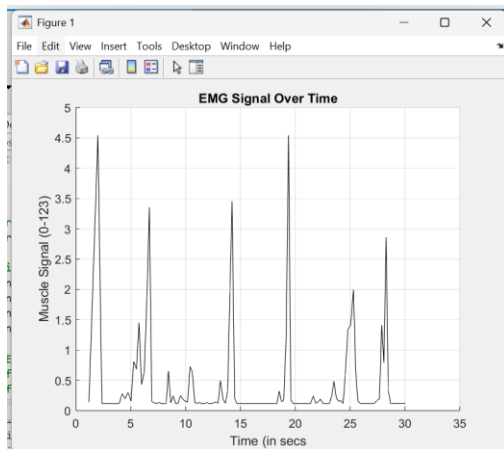 Figure 1
File Edit View Insert Tools Desktop Window Help
EMG Signal Over Time
5
4.5
4
3.5
3
2.5
2
1.5
1
0.5
0
Muscle Signal (0-123)
0 5 10 15 20 25 30 35
Time (in secs